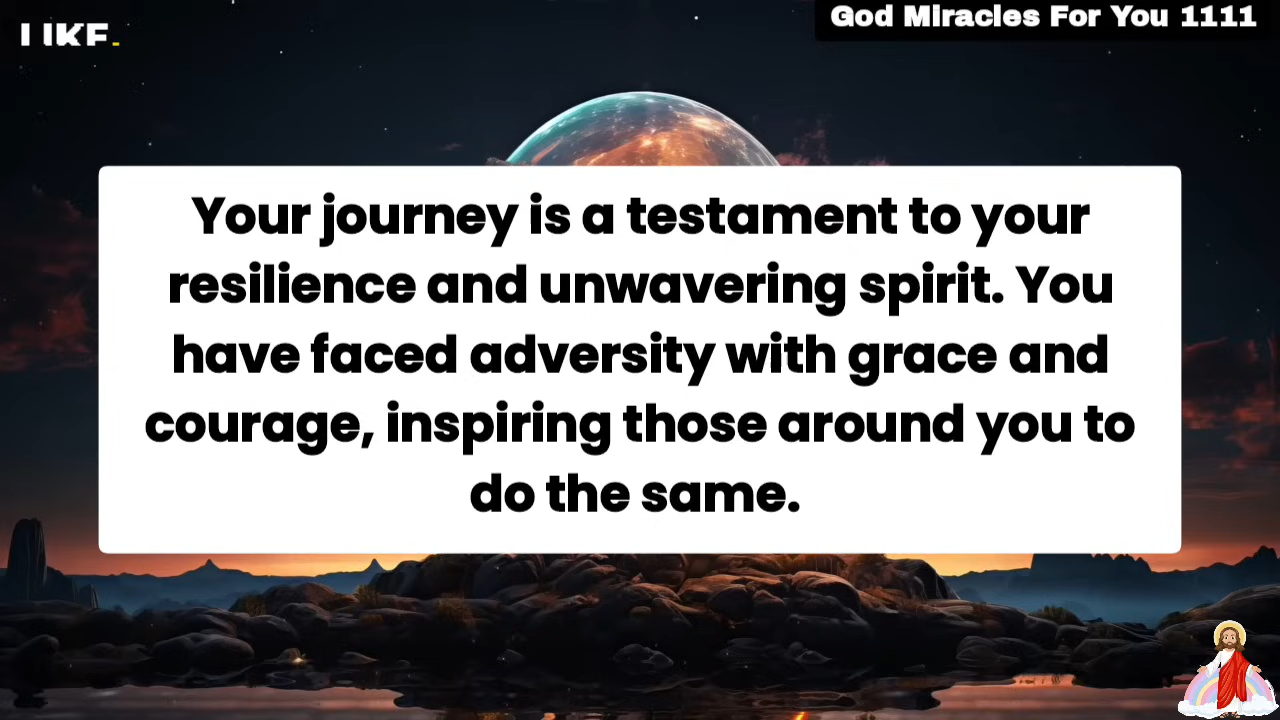 God Miracles For You 1111
Your journey is a testament to your
resilience and unwavering spirit. You
have faced adversity with grace and
courage, inspiring those around you to
do the same.